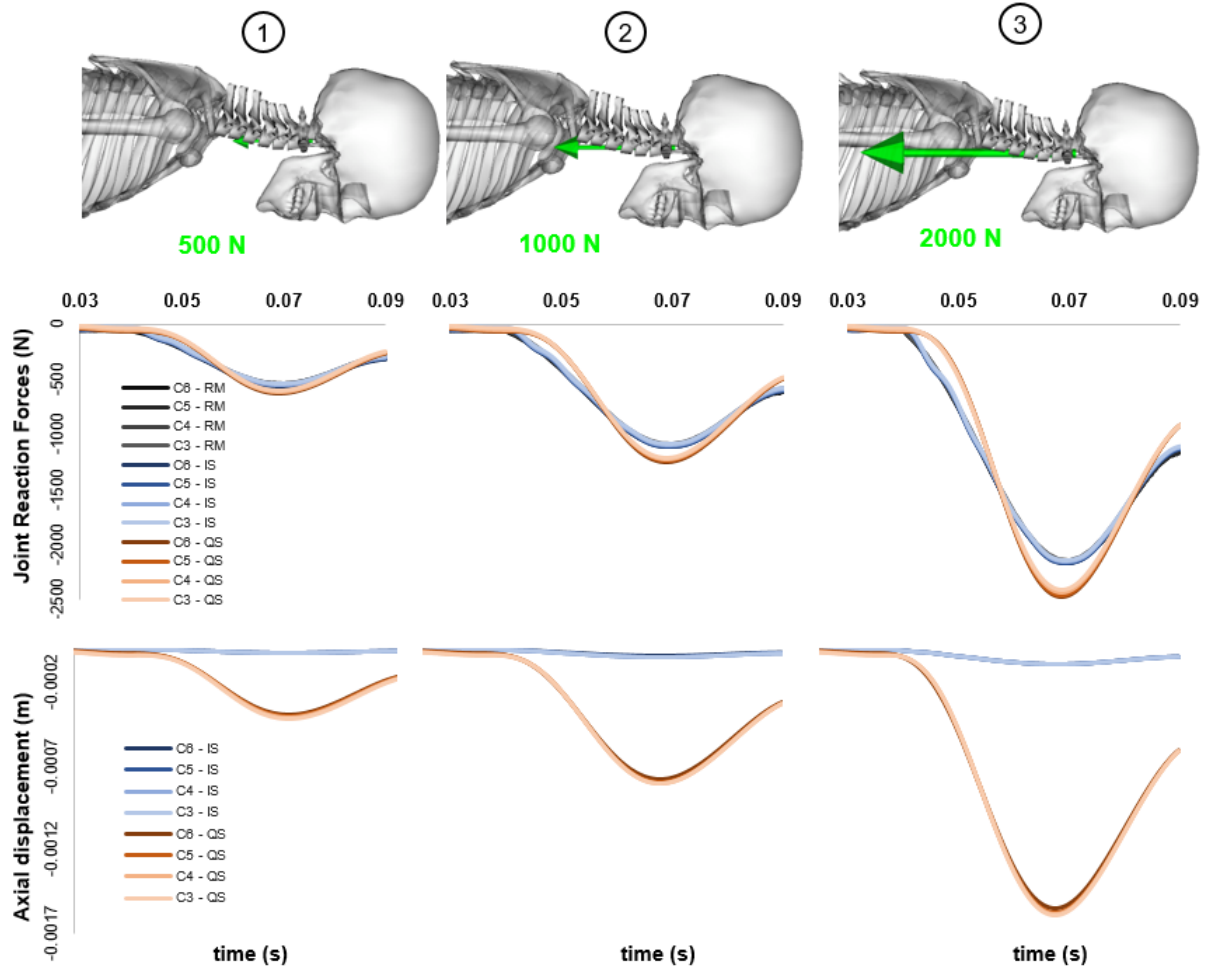 1
2
3
500 N
1000 N
2000 N
0.03 0.05 0.07 0.09
0.03 0.05 0.07 0.09
0.03 0.05 0.07 0.09
Joint Reaction Forces (N)
0
-500
-1000
-1500
-2000
-2500
C6 - RM
C5 - RM
C4 - RM
C3 - RM
C6 - IS
C5 - IS
C4 - IS
C3 - IS
C6 - QS
C5 - QS
C4 - QS
C3 - QS
Axial displacement (m)
-0.0002
-0.0007
-0.0012
-0.0017
C6 - IS
C5 - IS
C4 - IS
C3 - IS
C6 - QS
C5 - QS
C4 - QS
C3 - QS
time (s)
time (s)
time (s)